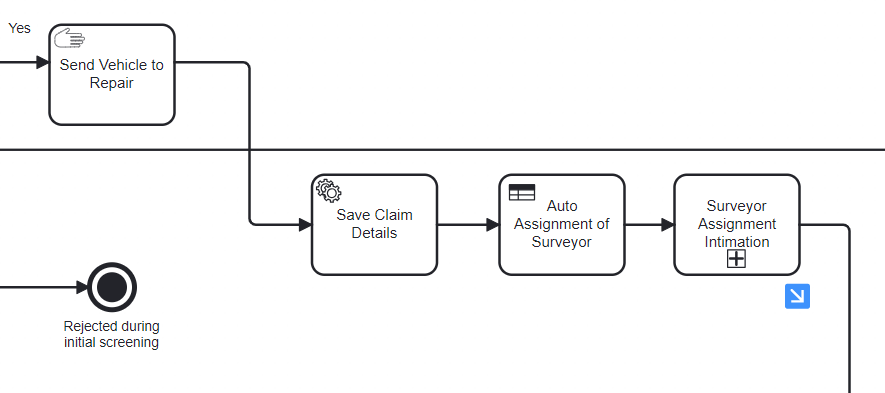 Yes
Send Vehicle to
Repair
Save Claim
Details
Auto
Assignment of
Surveyor
Surveyor
Assignment
Intimation
Rejected during
initial screening